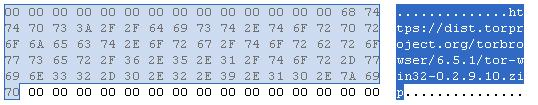 00 00 00 00 00 00 00 00 00 00 00 00 00 00 68 74 ..............ht
74 70 73 3A 2F 2F 64 69 73 74 2E 74 6F 72 70 72 tps://dist.torpr
6F 6A 65 63 74 2E 6F 72 67 2F 74 6F 72 62 72 6F oject.org/torbro
77 73 65 72 2F 36 2E 35 2E 31 2F 74 6F 72 2D 77 wser/6.5.1/tor-w
69 6E 33 32 2D 30 2E 32 2E 39 2E 31 30 2E 7A 69 in32-0.2.9.10.zi
70 00 00 00 00 00 00 00 00 00 00 00 00 00 00 00 p...............